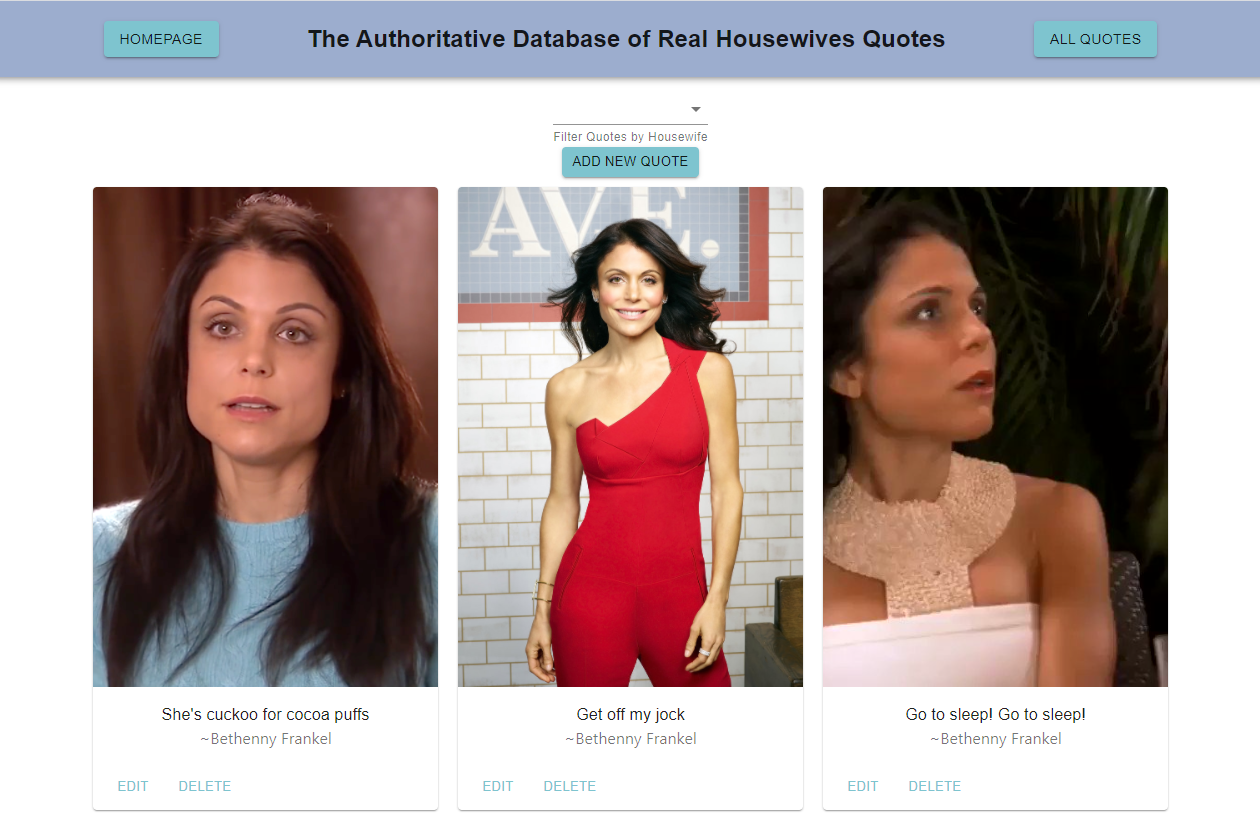 HOMEPAGE
The Authoritative Database of Real Housewives Quotes
ALL QUOTES
Filter Quotes by Housewife
ADD NEW QUOTE
AVE.
She's cuckoo for cocoa puffs
~Bethenny Frankel
EDIT DELETE
Get off my jock
~Bethenny Frankel
EDIT DELETE
Go to sleep! Go to sleep!
~Bethenny Frankel
EDIT DELETE